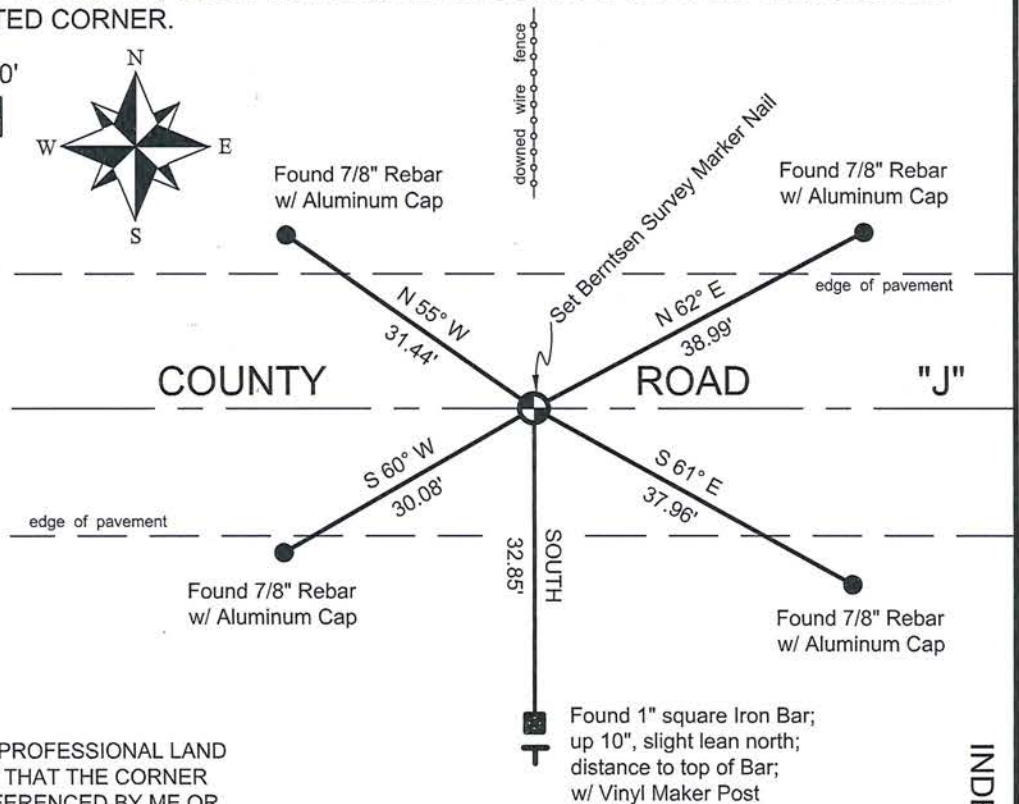 TED CORNER.
0'
N
W
E
S
downed wire fence
Set Berntsen Survey Marker Nail
Found 7/8" Rebar
w/ Aluminum Cap
Found 7/8" Rebar
w/ Aluminum Cap
edge of pavement
N 55° W
31.44'
N 62° E
38.99'
COUNTY ROAD "J"
S 60° W
30.08'
S 61° E
37.96'
edge of pavement
SOUTH
32.85'
Found 7/8" Rebar
w/ Aluminum Cap
Found 7/8" Rebar
w/ Aluminum Cap
Found 1" square Iron Bar;
up 10", slight lean north;
distance to top of Bar;
w/ Vinyl Maker Post
PROFESSIONAL LAND
THAT THE CORNER
FERENCED BY ME OR
INDE